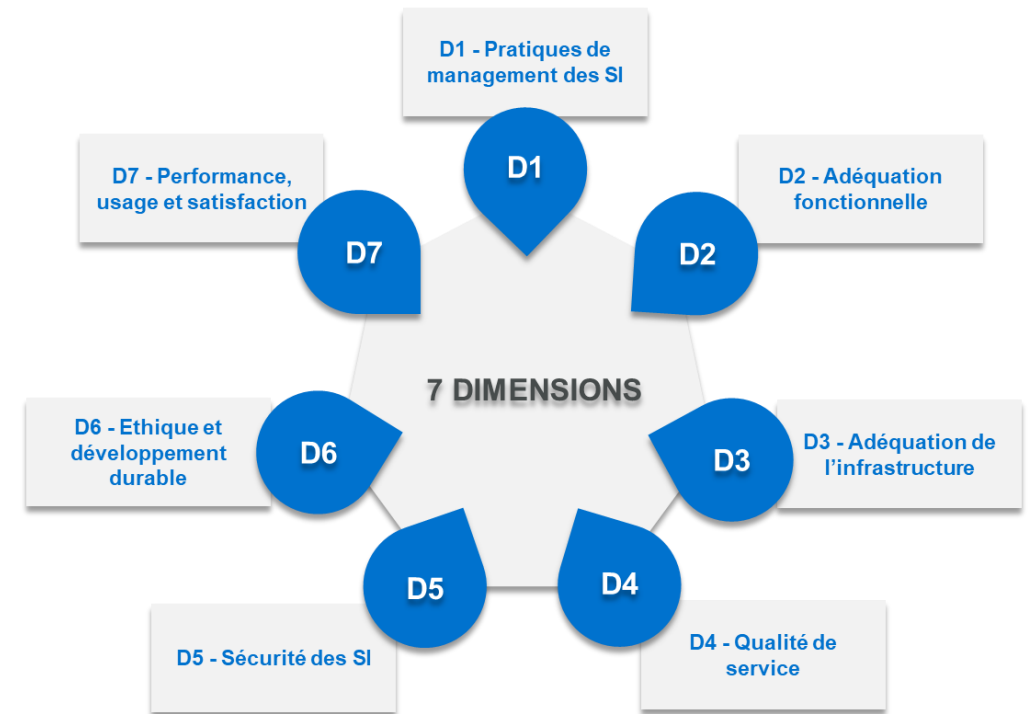 D1 - Pratiques de
management des SI
D1
D7 - Performance,
usage et satisfaction
D2 - Adéquation
fonctionnelle
D7
D2
7 DIMENSIONS
D6 - Ethique et
développement
durable
D6
D3
D3 - Adéquation de
l’infrastructure
D5
D4
D5 - Sécurité des SI
D4 - Qualité de
service